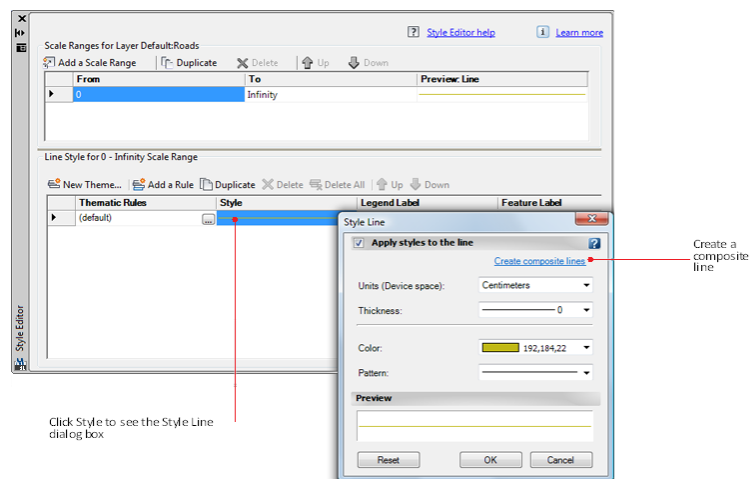 Style Editor help
Learn more
Scale Ranges for Layer Default:Roads
Add a Scale Range
Duplicate
Delete
Up
Down
From To Preview: Line
0 Infinity
Line Style for 0 - Infinity Scale Range
New Theme...
Add a Rule
Duplicate
Delete
Delete All
Up
Down
Thematic Rules Style Legend Label Feature Label
(default) ...
Style Editor
Style Line
Apply styles to the line
Create composite lines
Units (Device space): Centimeters
Thickness: 0
Color: 192,184,22
Pattern:
Preview
Reset OK Cancel
Create a
composite
line
Click Style to see the Style Line
dialog box